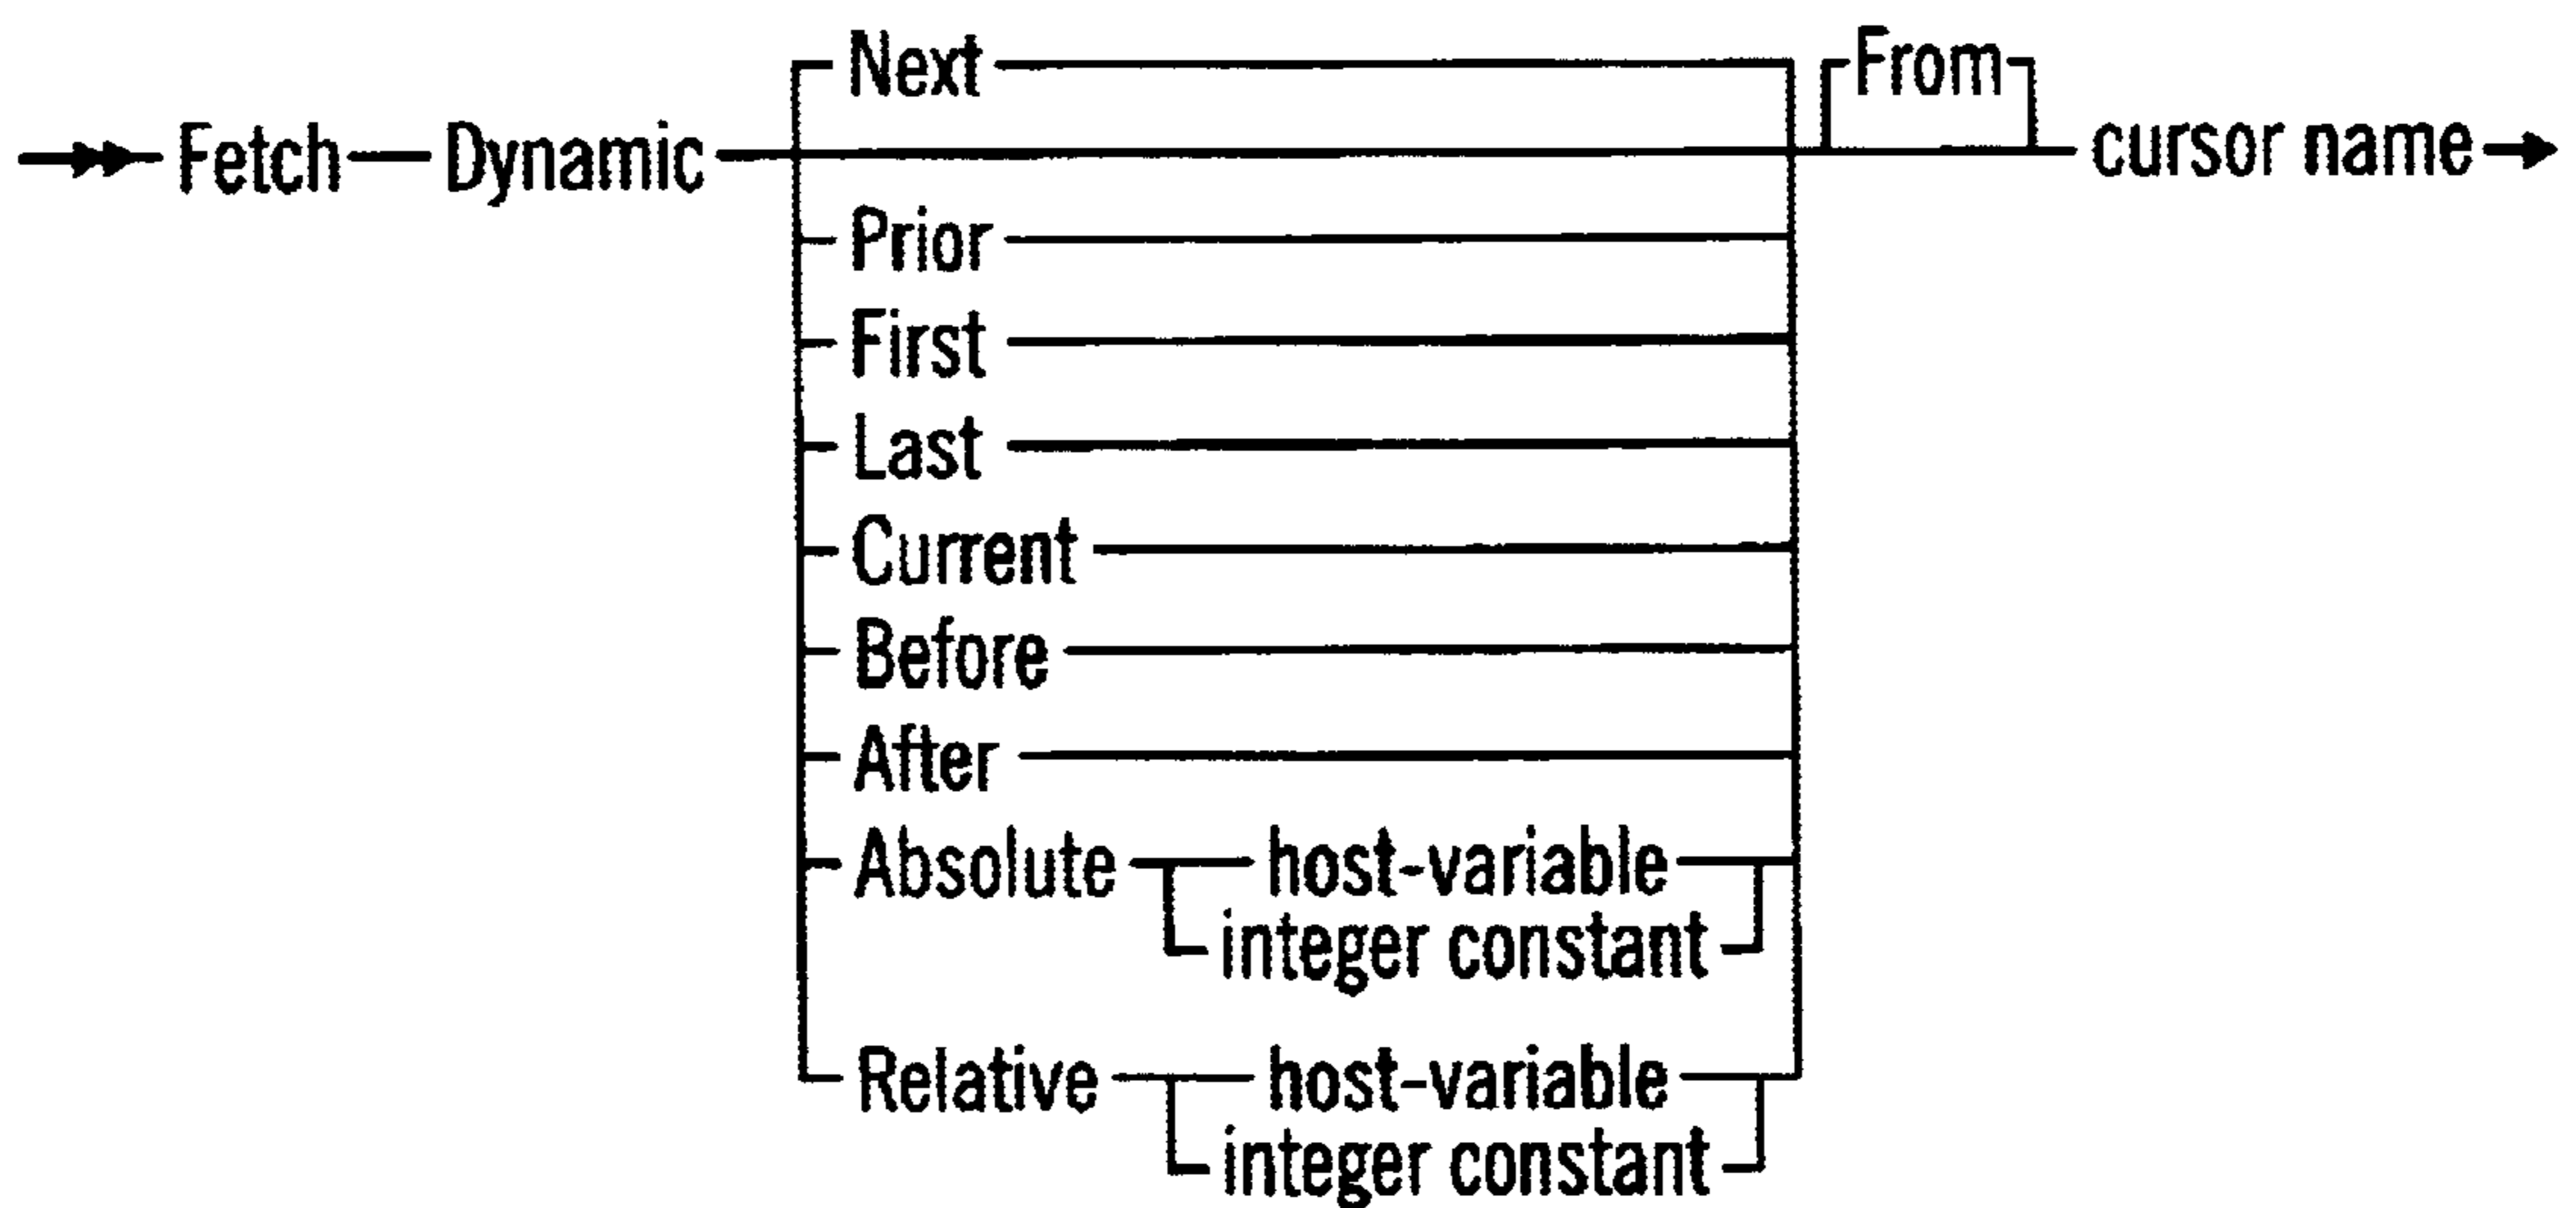 Next
From
Fetch Dynamic cursor name
Prior
First
Last
Current
Before
After
Absolute host-variable
integer constant
Relative host-variable
integer constant